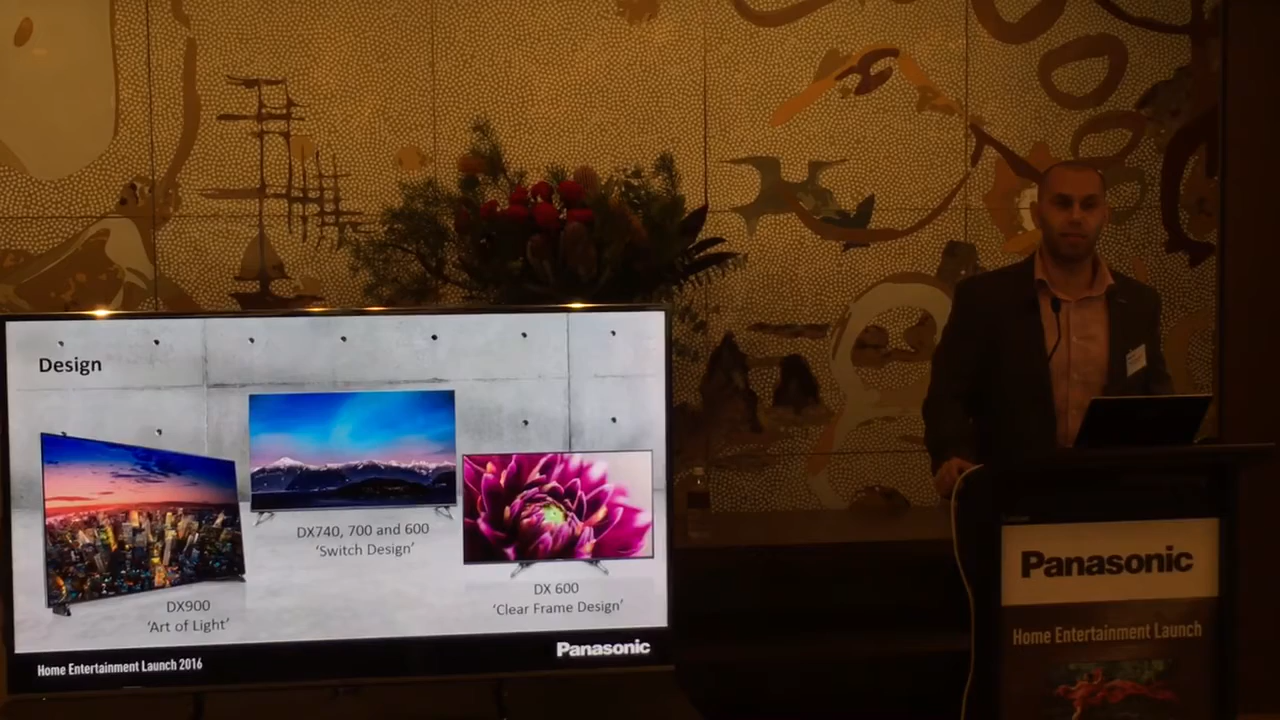 Design
DX740, 700 and 600
‘Switch Design’
DX 600
‘Clear Frame Design’
DX900
‘Art of Light’
Panasonic
Home Entertainment Launch 2016
Panasonic
Home Entertainment Launch